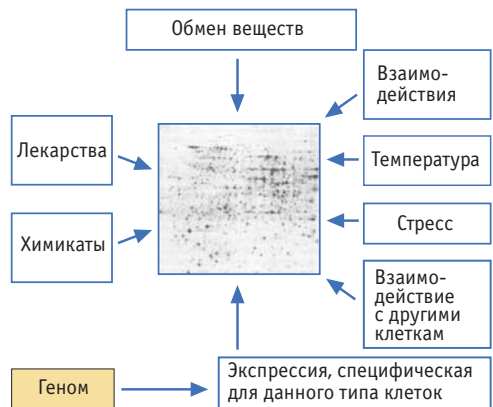 Обмен веществ
Взаимо-
действия
Лекарства
Температура
Химикаты
Стресс
Взаимо-
действие
с другими
клеткам
Геном
Экспрессия, специфическая
для данного типа клеток